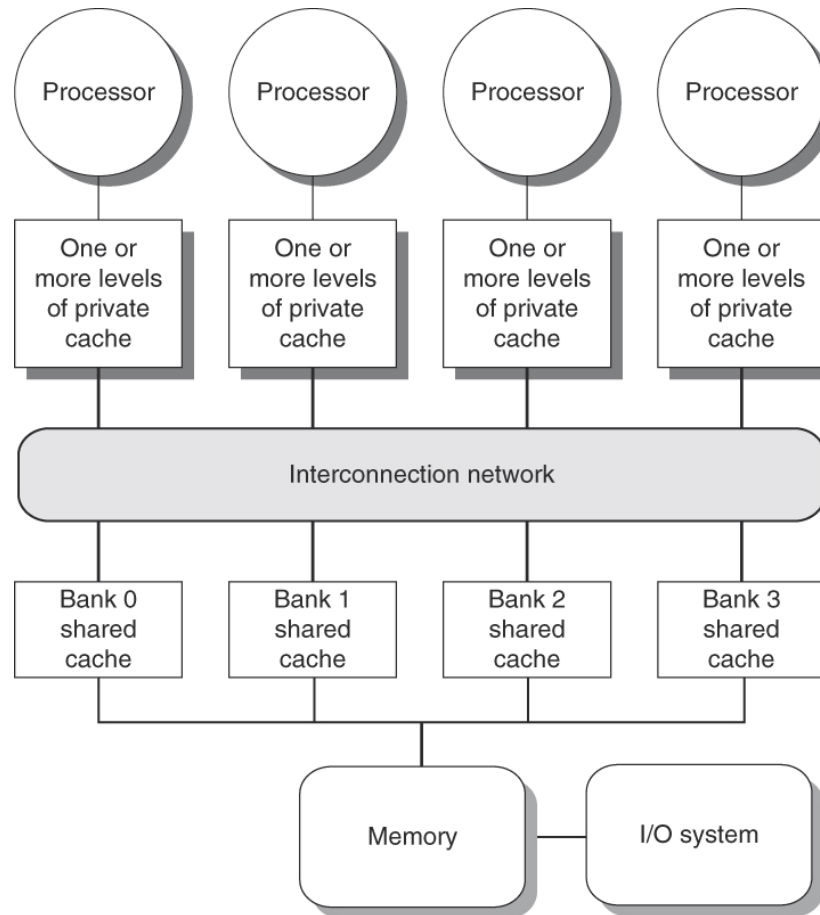 Processor
Processor
Processor
Processor
One or
more levels
of private
cache
One or
more levels
of private
cache
One or
more levels
of private
cache
One or
more levels
of private
cache
Interconnection network
Bank 0
shared
cache
Bank 1
shared
cache
Bank 2
shared
cache
Bank 3
shared
cache
Memory
I/O system